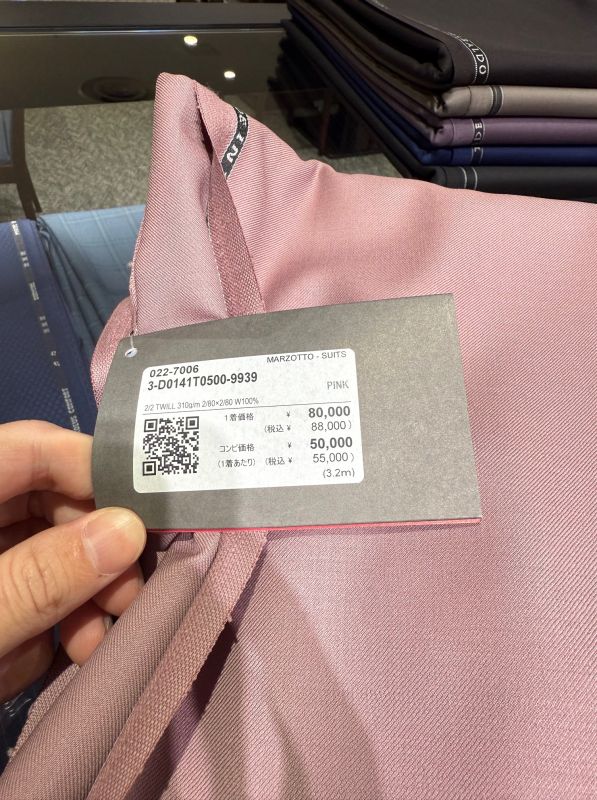 022-7006
MARZOTTO - SUITS
3-D0141T0500-9939
PINK
2/2 TWILL 310g/m 2/80×2/80 W100%
1着価格 ¥ 80,000
(税込 ¥ 88,000)
コンビ価格 ¥ 50,000
(1着あたり) (税込 ¥ 55,000)
(3.2m)